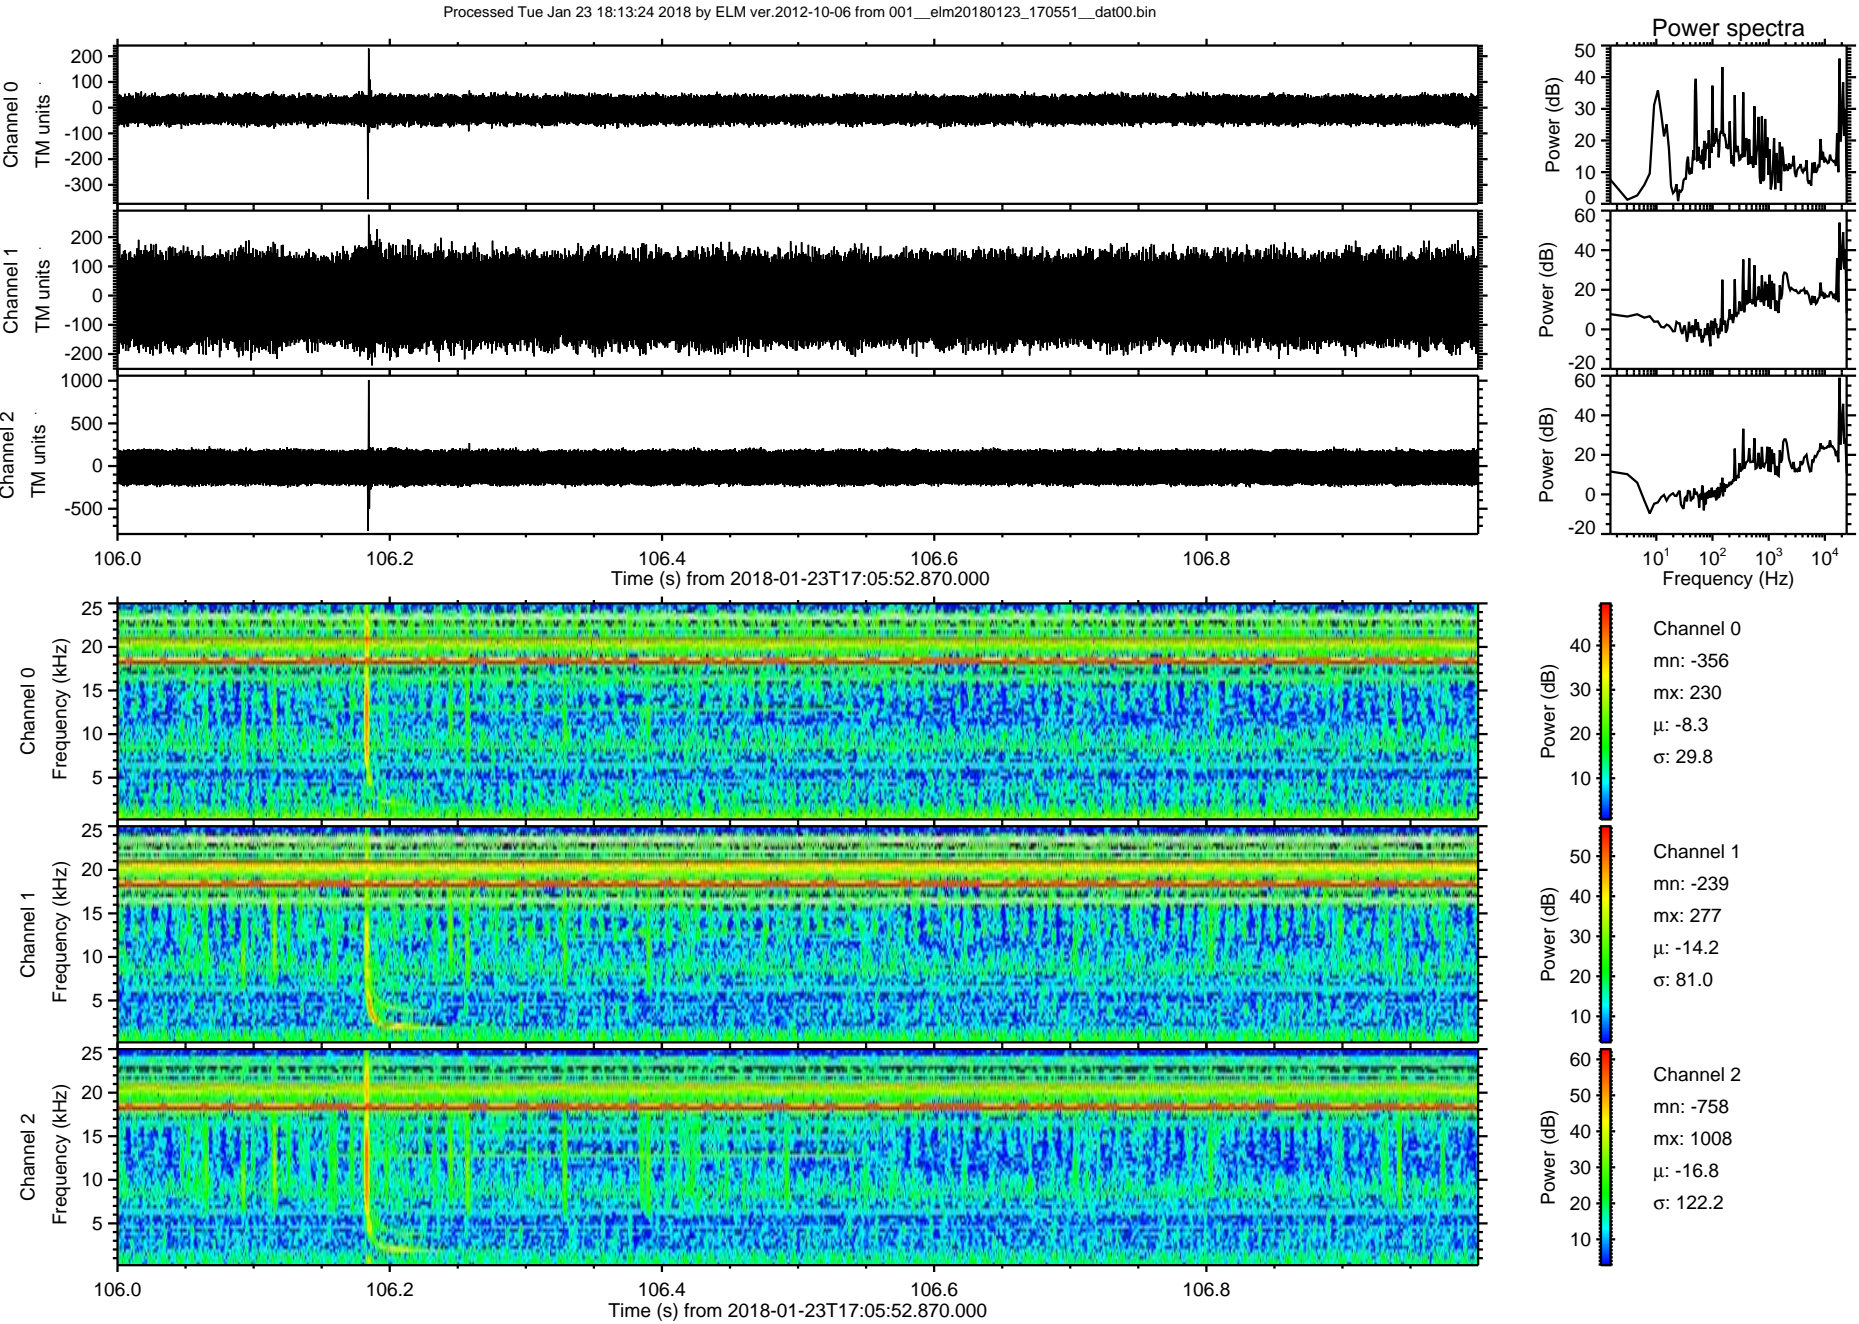 Processed Tue Jan 23 18:13:24 2018 by ELM ver.2012-10-06 from 001__elm20180123_170551__dat00.bin
Power spectra
Channel 0
TM units
200
100
0
-100
-200
-300
Power (dB)
50
40
30
20
10
0
Channel 1
TM units
200
100
0
-100
-200
Power (dB)
60
40
20
0
-20
Channel 2
TM units
1000
500
0
-500
Power (dB)
60
40
20
0
-20
106.0 106.2 106.4 106.6 106.8
Time (s) from 2018-01-23T17:05:52.870.000
10^1 10^2 10^3 10^4
Frequency (Hz)
Channel 0
Frequency (kHz)
25
20
15
10
5
Power (dB)
40
30
20
10
Channel 0
mn: -356
mx: 230
μ: -8.3
σ: 29.8
Channel 1
Frequency (kHz)
25
20
15
10
5
Power (dB)
50
40
30
20
10
Channel 1
mn: -239
mx: 277
μ: -14.2
σ: 81.0
Channel 2
Frequency (kHz)
25
20
15
10
5
Power (dB)
60
50
40
30
20
10
Channel 2
mn: -758
mx: 1008
μ: -16.8
σ: 122.2
106.0 106.2 106.4 106.6 106.8
Time (s) from 2018-01-23T17:05:52.870.000